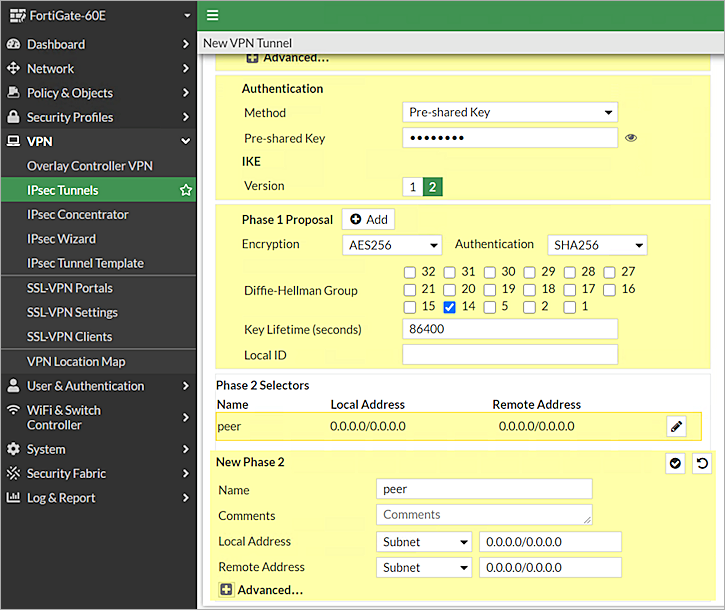 FortiGate-60E
Dashboard
Network
Policy & Objects
Security Profiles
VPN
Overlay Controller VPN
IPsec Tunnels
IPsec Concentrator
IPsec Wizard
IPsec Tunnel Template
SSL-VPN Portals
SSL-VPN Settings
SSL-VPN Clients
VPN Location Map
User & Authentication
WiFi & Switch
Controller
System
Security Fabric
Log & Report
New VPN Tunnel
Advanced...
Authentication
Method Pre-shared Key
Pre-shared Key ••••••••
IKE
Version 1 2
Phase 1 Proposal Add
Encryption AES256 Authentication SHA256
32 31 30 29 28 27
Diffie-Hellman Group 21 20 19 18 17 16
15 14 5 2 1
Key Lifetime (seconds) 86400
Local ID
Phase 2 Selectors
Name Local Address Remote Address
peer 0.0.0.0/0.0.0.0 0.0.0.0/0.0.0.0
New Phase 2
Name peer
Comments Comments
Local Address Subnet 0.0.0.0/0.0.0.0
Remote Address Subnet 0.0.0.0/0.0.0.0
Advanced...